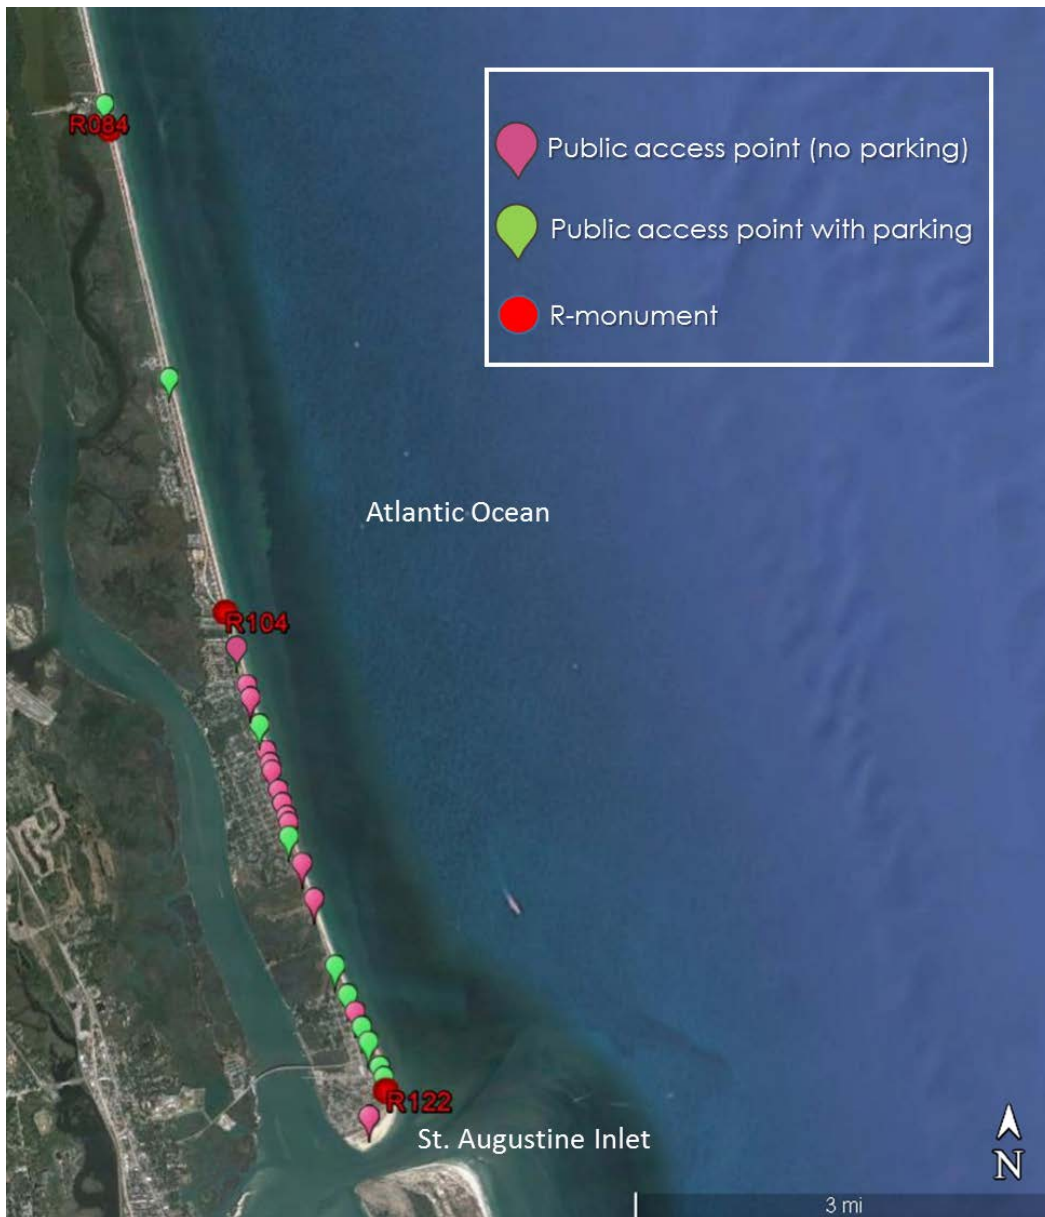 R084
Public access point (no parking)
Public access point with parking
R-monument
Atlantic Ocean
R104
R122
St. Augustine Inlet
N
3 mi